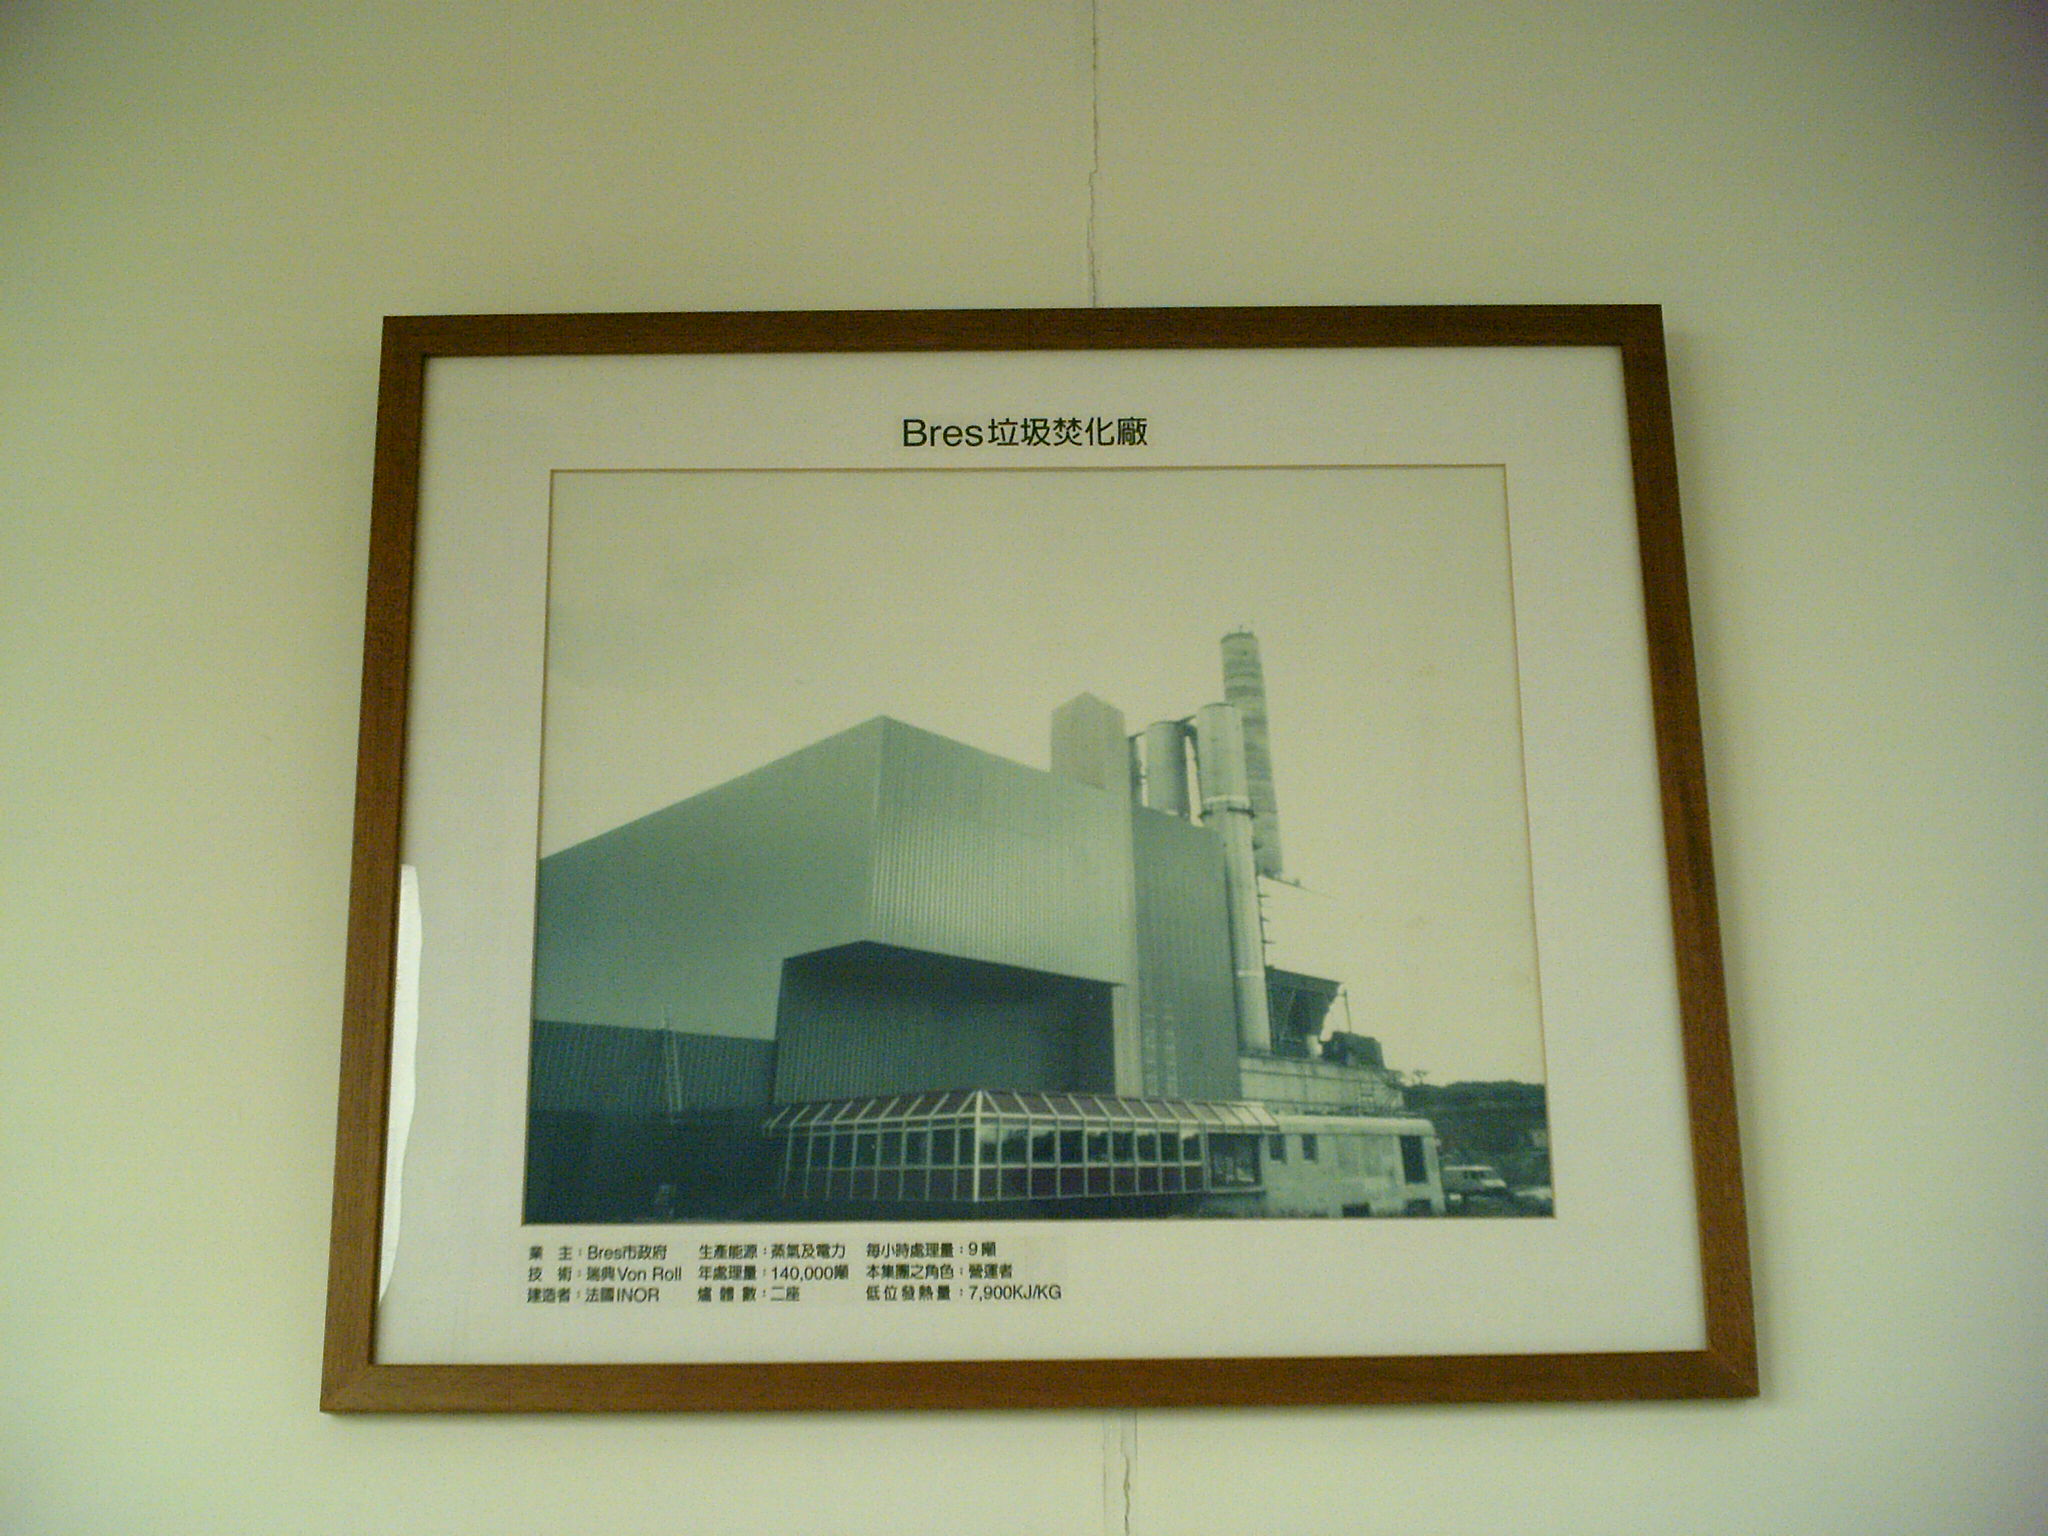 Bres垃圾焚化廠
業 主：Bres市政府 生產能源：蒸氣及電力 每小時處理量：9噸
技 術：瑞典Von Roll 年處理量：140,000噸 本集團之角色：營運者
建造者：法國INOR 爐體數：二座 低位發熱量：7,900KJ/KG